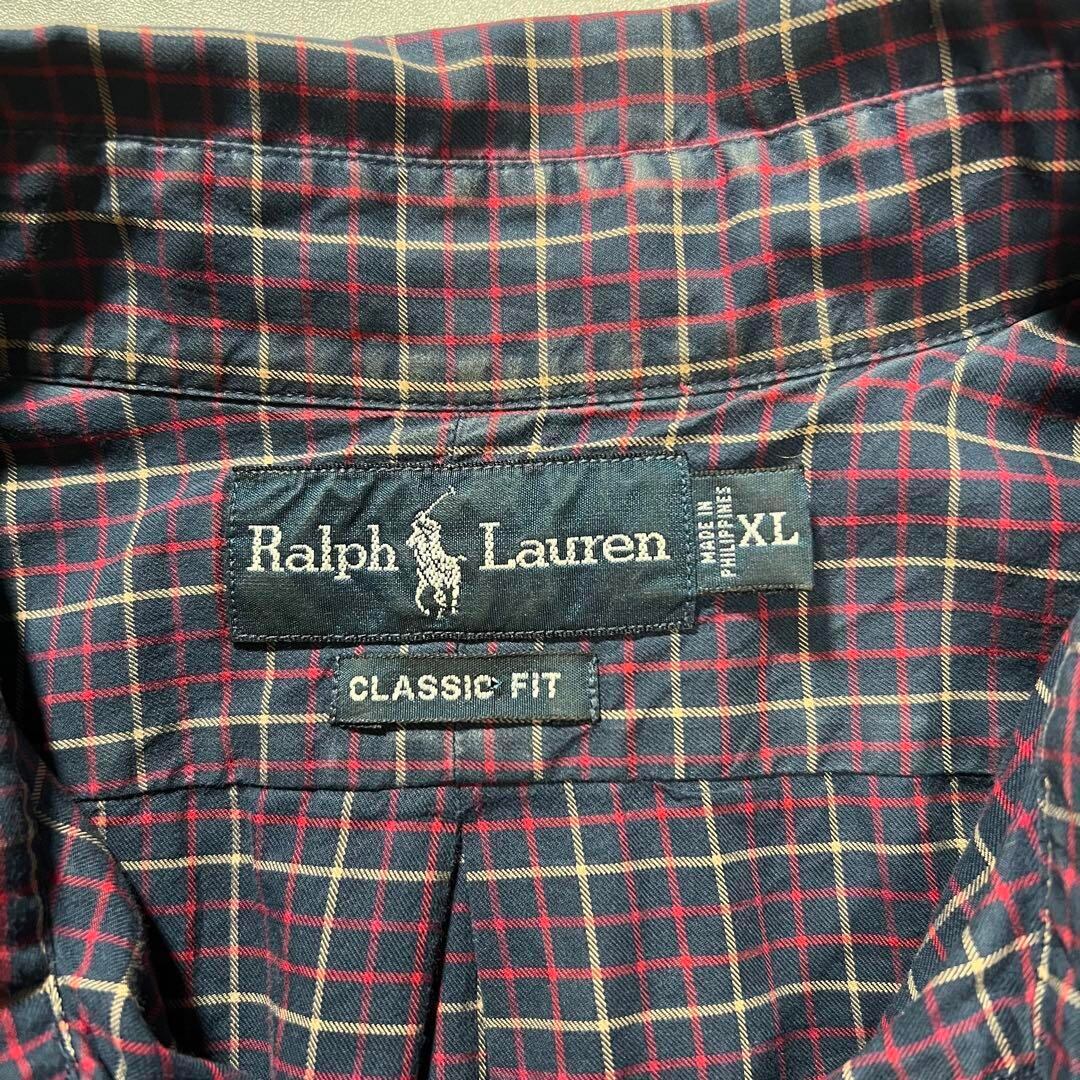 Ralph Lauren
MADE IN
PHILIPPINES
XL
CLASSIC FIT